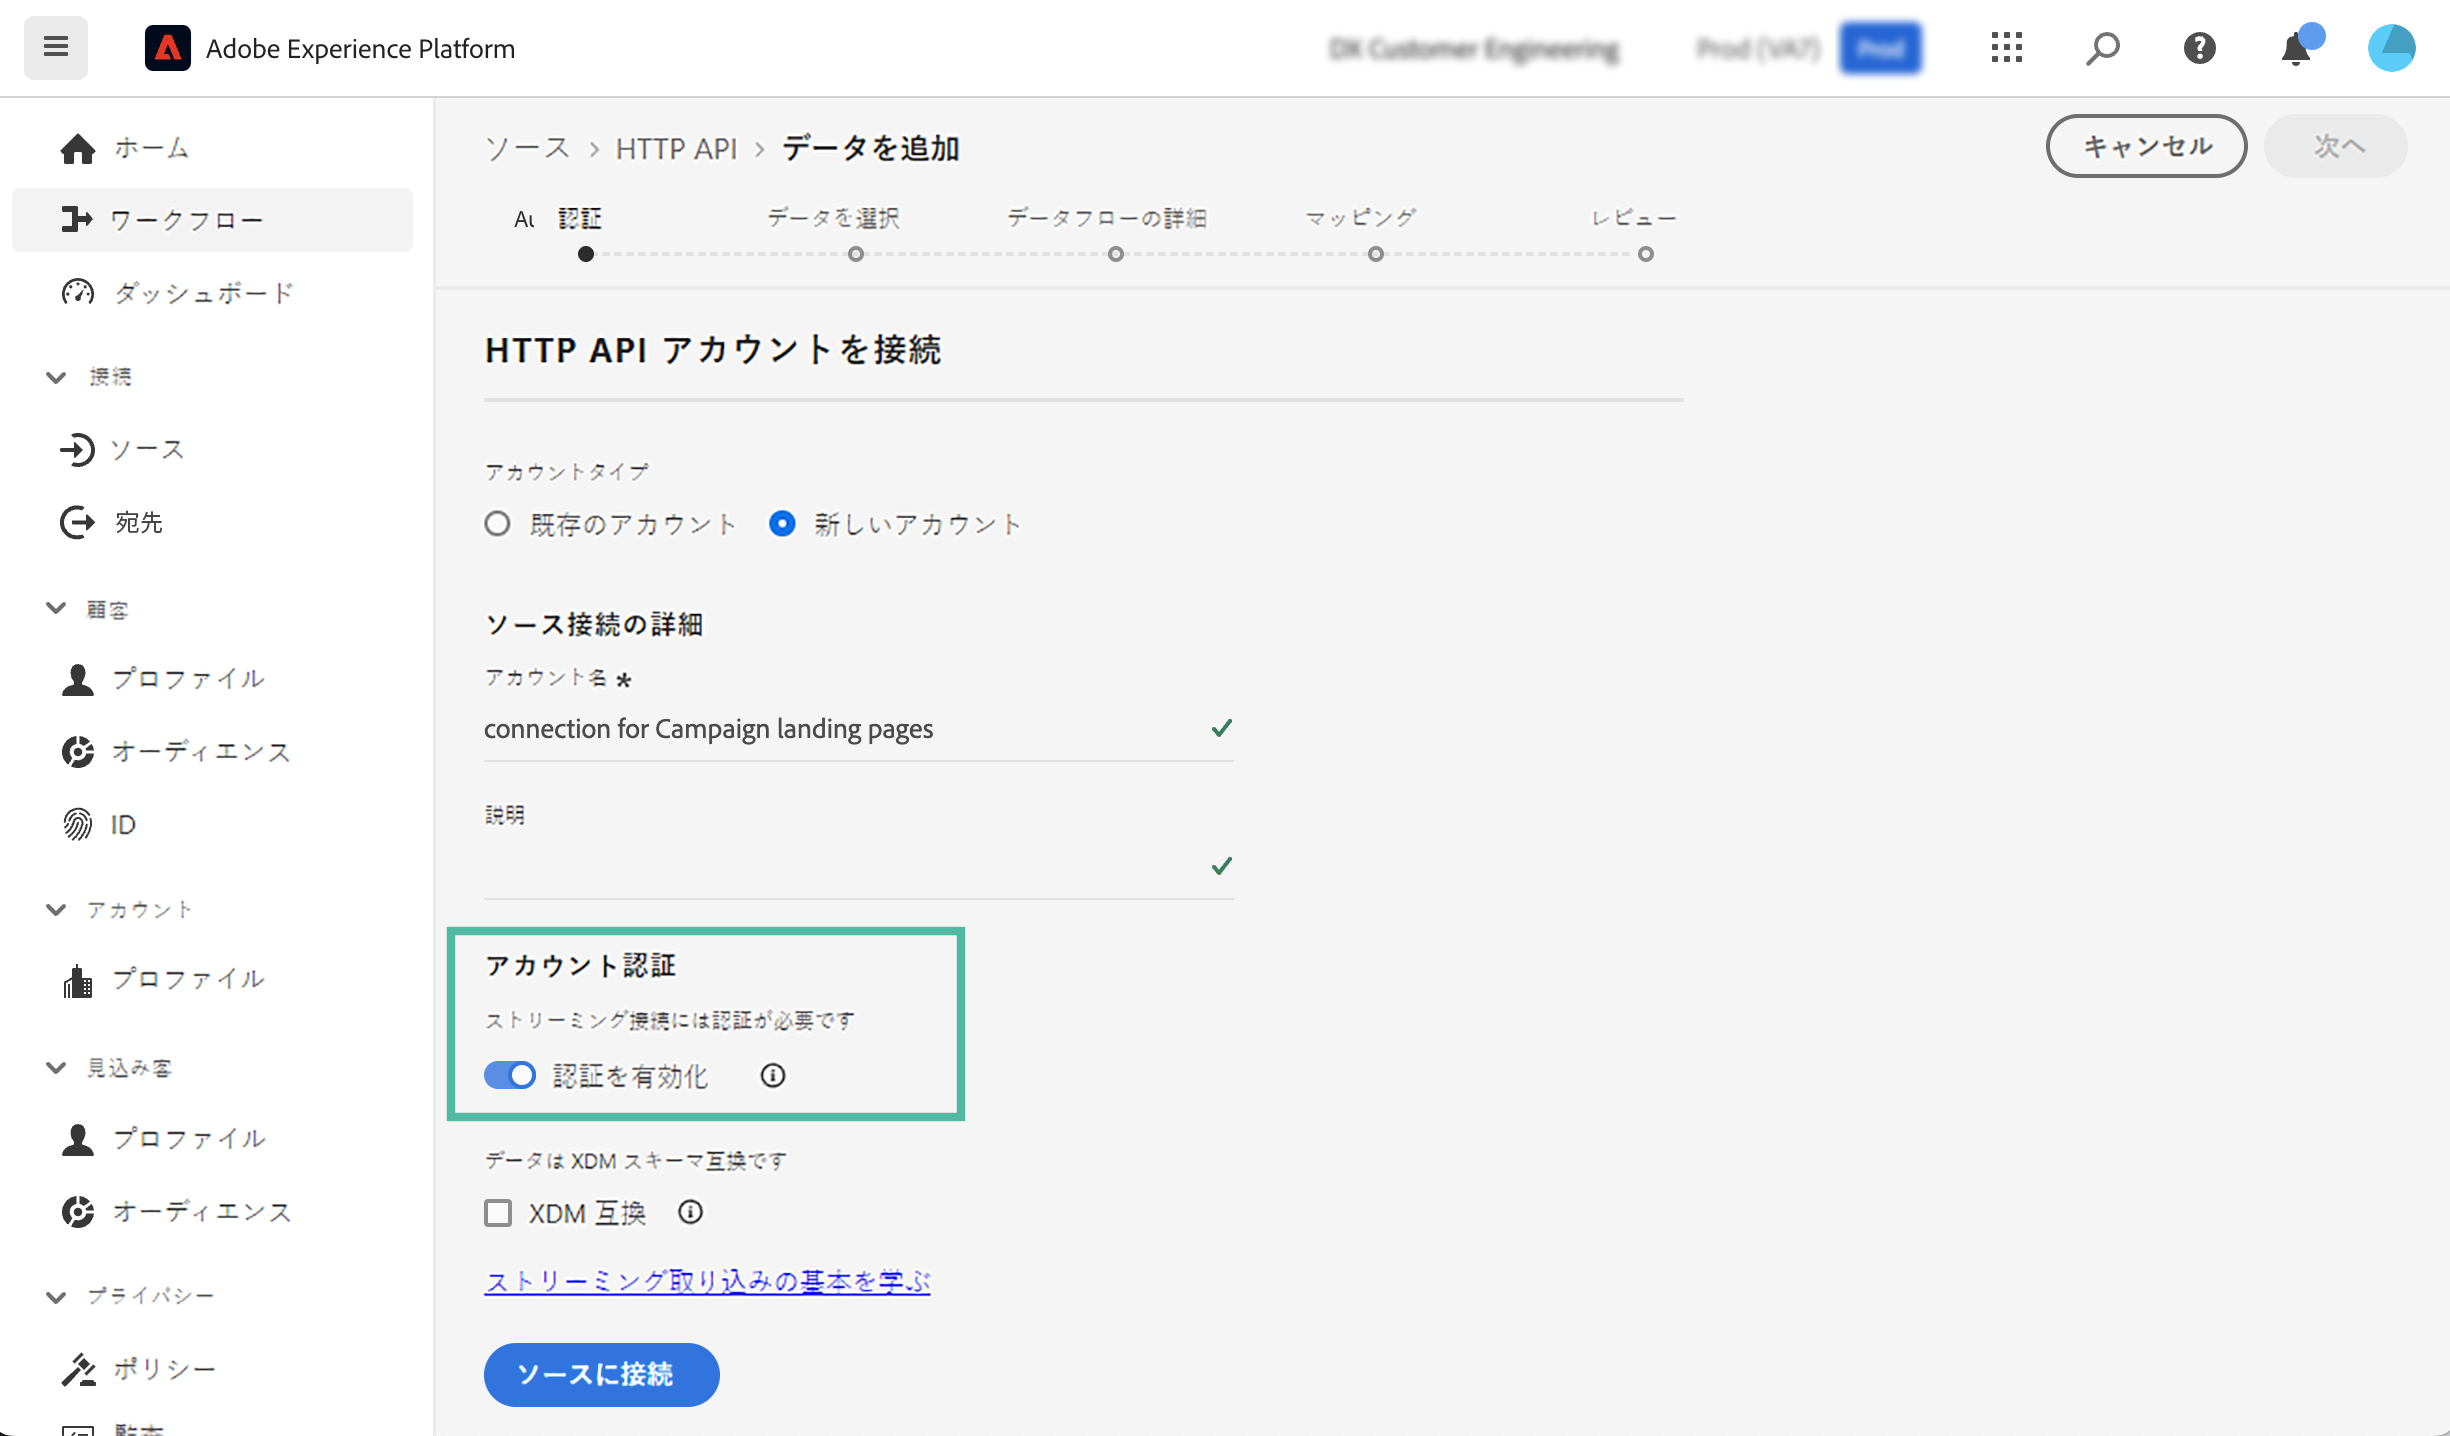 Adobe Experience Platform
DX Customer Engineering
Prod (VA7)
Prod
ホーム
ワークフロー
ダッシュボード
接続
ソース
宛先
顧客
プロファイル
オーディエンス
ID
アカウント
プロファイル
見込み客
プロファイル
オーディエンス
プライバシー
ポリシー
ソース > HTTP API > データを追加
キャンセル
次へ
Au 認証
データを選択
データフローの詳細
マッピング
レビュー
HTTP API アカウントを接続
アカウントタイプ
既存のアカウント
新しいアカウント
ソース接続の詳細
アカウント名 *
connection for Campaign landing pages
説明
アカウント認証
ストリーミング接続には認証が必要です
認証を有効化
データは XDM スキーマ互換です
XDM 互換
ストリーミング取り込みの基本を学ぶ
ソースに接続